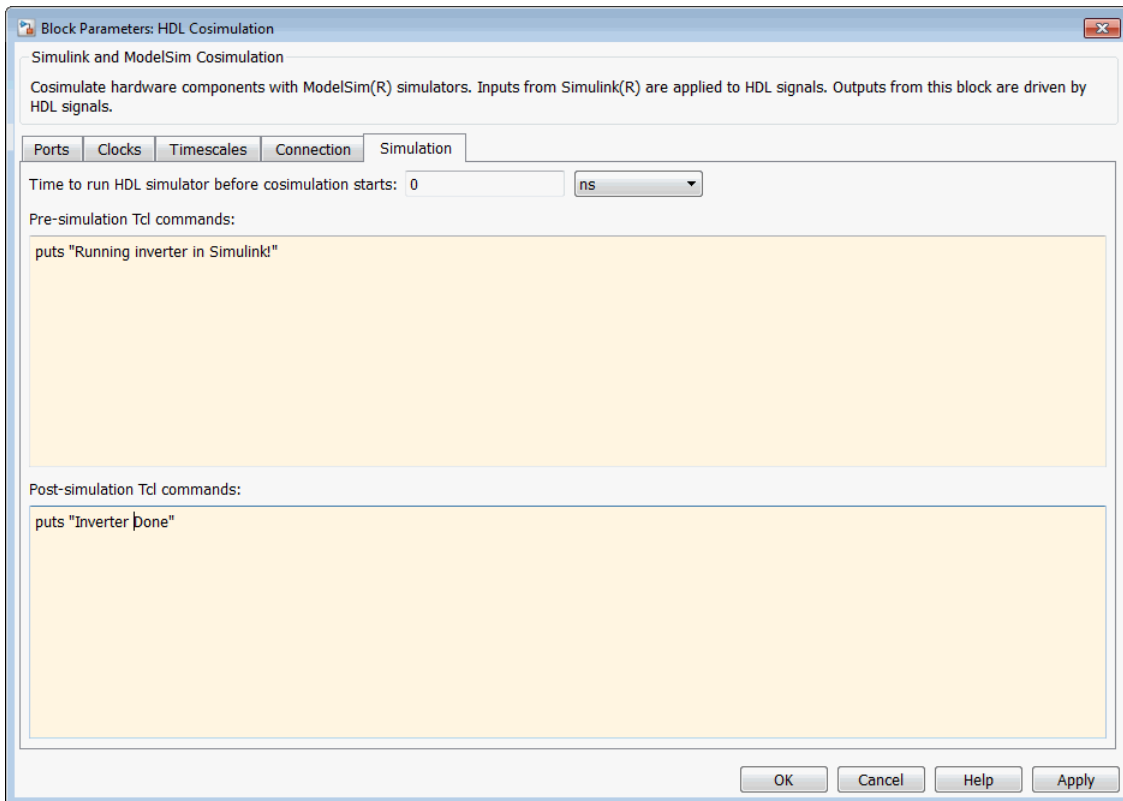 Block Parameters: HDL Cosimulation
Simulink and ModelSim Cosimulation
Cosimulate hardware components with ModelSim(R) simulators. Inputs from Simulink(R) are applied to HDL signals. Outputs from this block are driven by
HDL signals.
Ports Clocks Timescales Connection Simulation
Time to run HDL simulator before cosimulation starts: 0 ns
Pre-simulation Tcl commands:
puts "Running inverter in Simulink!"
Post-simulation Tcl commands:
puts "Inverter Done"
OK Cancel Help Apply